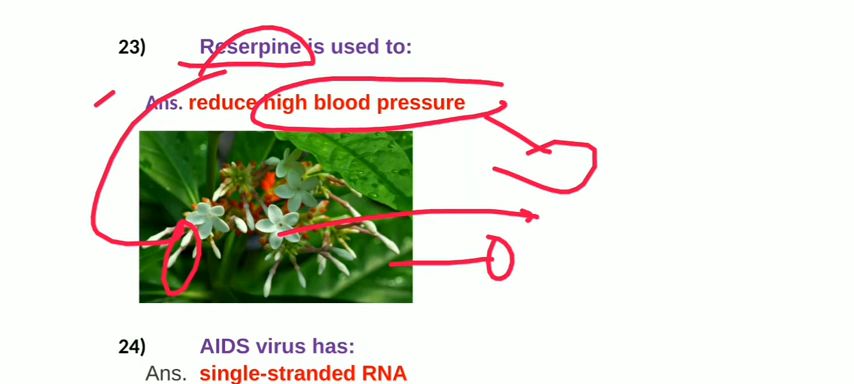 23) Reserpine is used to:
Ans. reduce high blood pressure
24) AIDS virus has:
Ans. single-stranded RNA